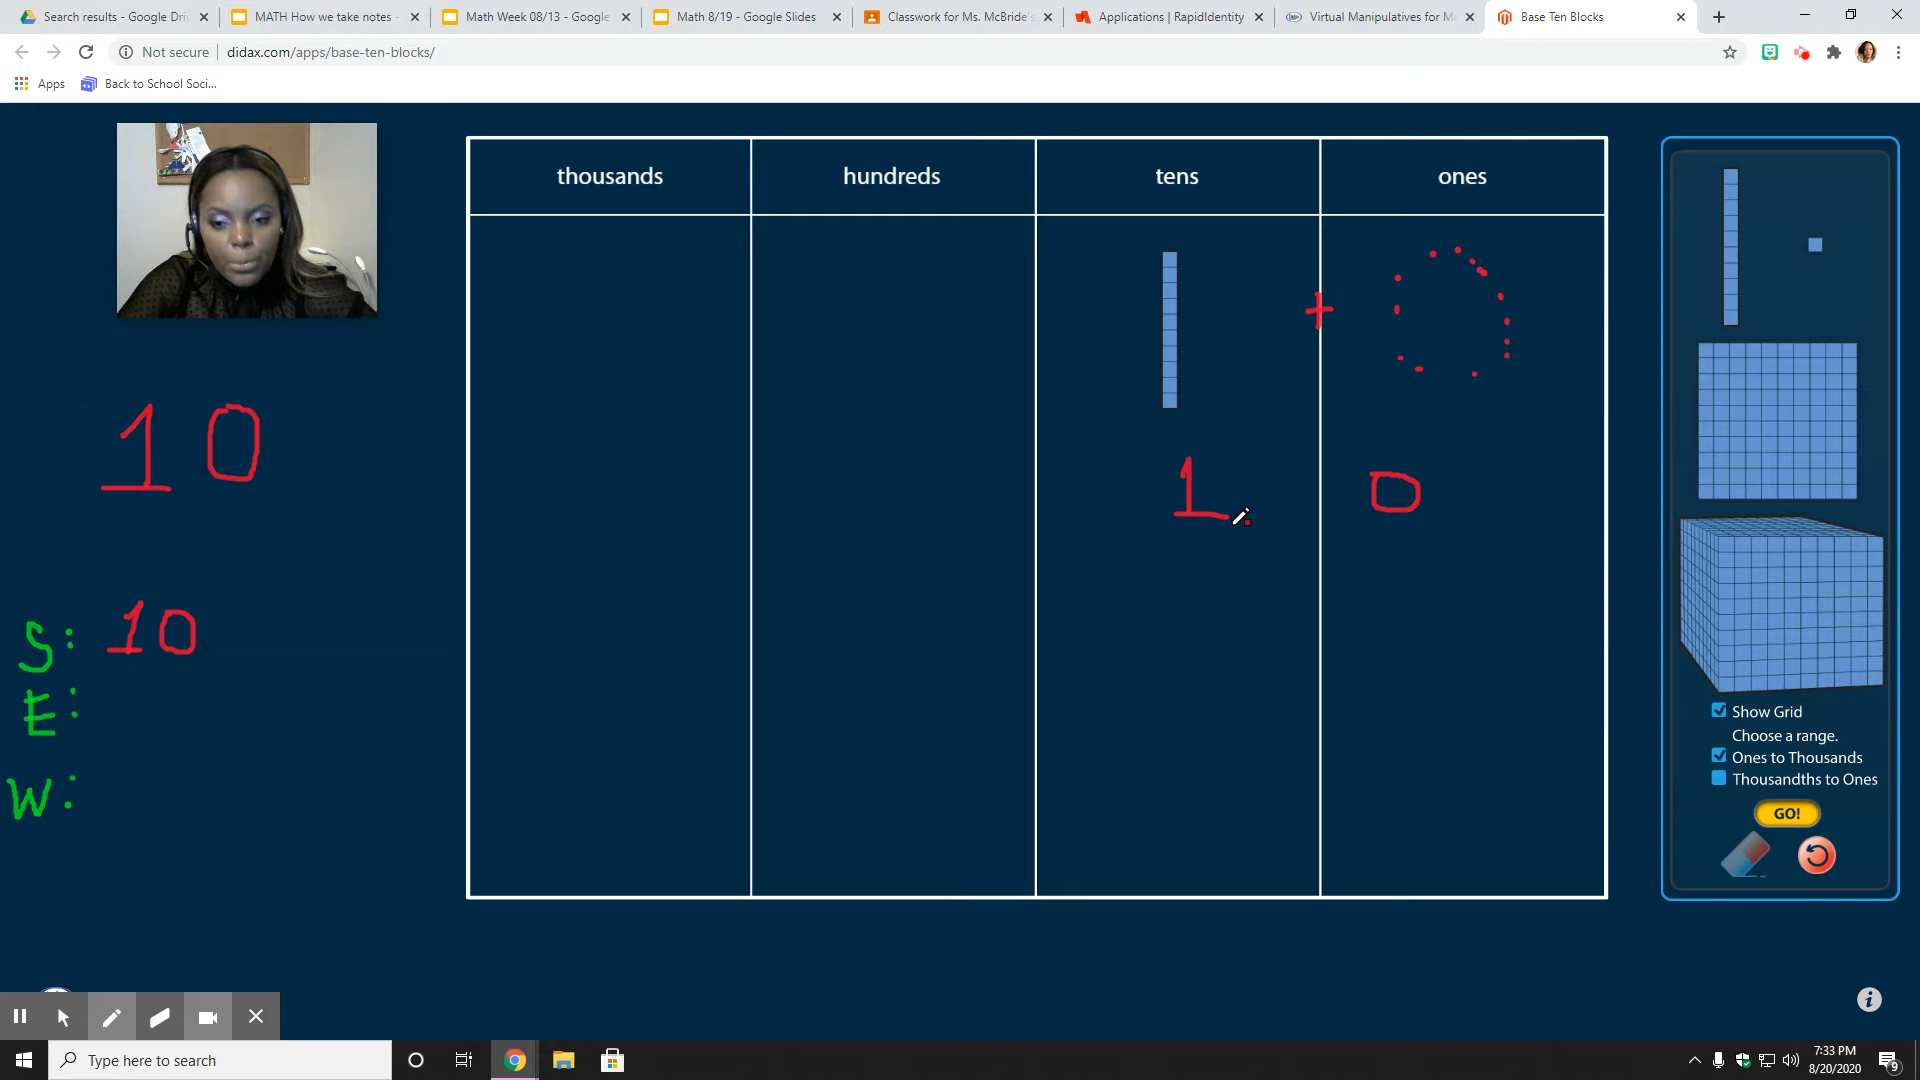 Search results - Google Dri
MATH How we take notes -
Math Week 08/13 - Google
Math 8/19 - Google Slides
Classwork for Ms. McBride's
Applications | RapidIdentity
Virtual Manipulatives for Ma
Base Ten Blocks
Not secure
didax.com/apps/base-ten-blocks/
Apps
Back to School Soci...
thousands
hundreds
tens
ones
+
10
1
0
S: 10
E:
W:
Show Grid
Choose a range.
Ones to Thousands
Thousandths to Ones
GO!
Type here to search
7:33 PM
8/20/2020
9